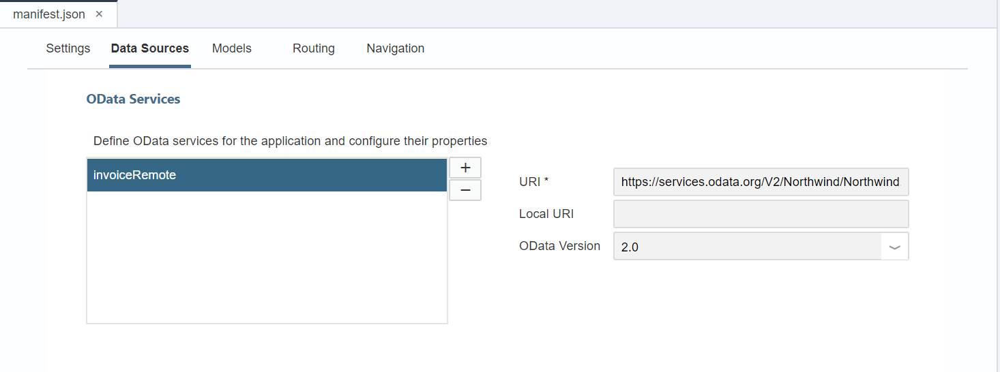 manifest.json ×
Settings Data Sources Models Routing Navigation
OData Services
Define OData services for the application and configure their properties
invoiceRemote
+
−
URI * https://services.odata.org/V2/Northwind/Northwind.
Local URI
OData Version 2.0